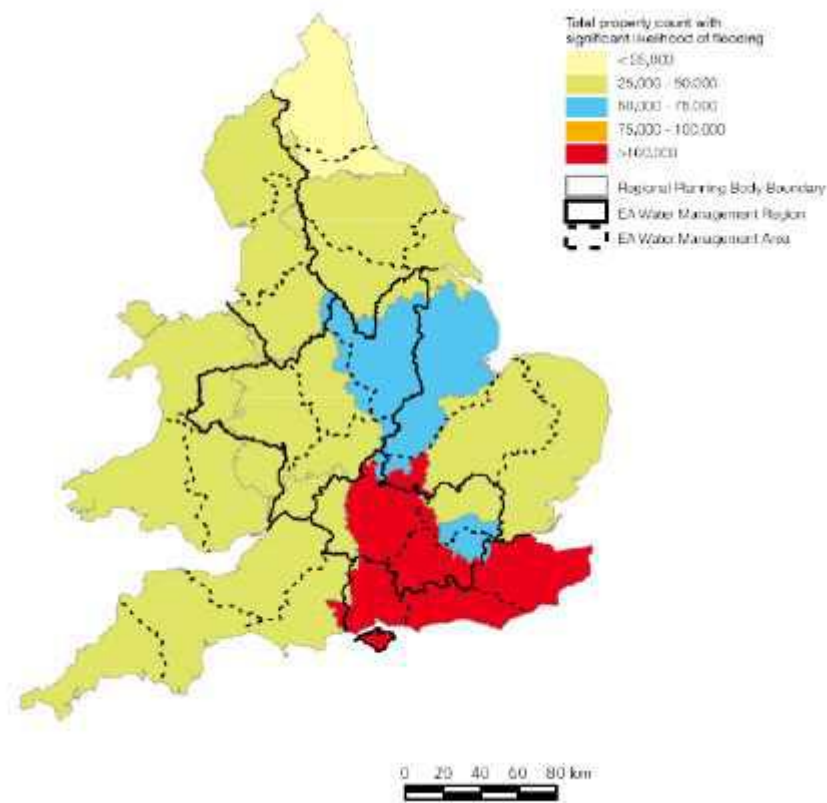 Total property count with
significant likelihood of flooding
25,000 - 50,000
50,000 - 75,000
75,000 - 100,000
>100,000
Regional Planning Body Boundary
EA Water Management Region
EA Water Management Area
0 20 40 60 80 km